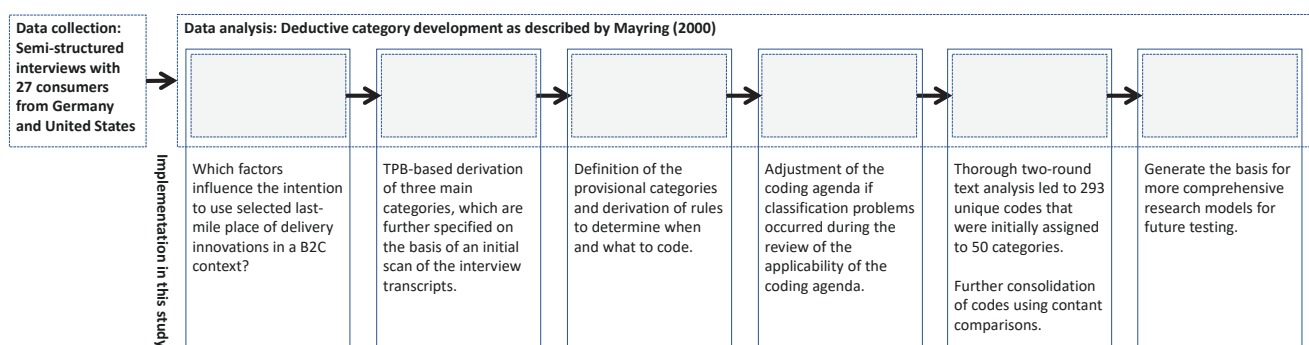 Data collection:
Semi-structured
interviews with
27 consumers
from Germany
and United States
Data analysis: Deductive category development as described by Mayring (2000)
Implementation in this study
Which factors
influence the intention
to use selected last-
mile place of delivery
innovations in a B2C
context?
TPB-based derivation
of three main
categories, which are
further specified on
the basis of an initial
scan of the interview
transcripts.
Definition of the
provisional categories
and derivation of rules
to determine when
and what to code.
Adjustment of the
coding agenda if
classification problems
occurred during the
review of the
applicability of the
coding agenda.
Thorough two-round
text analysis led to 293
unique codes that
were initially assigned
to 50 categories.
Further consolidation
of codes using contant
comparisons.
Generate the basis for
more comprehensive
research models for
future testing.